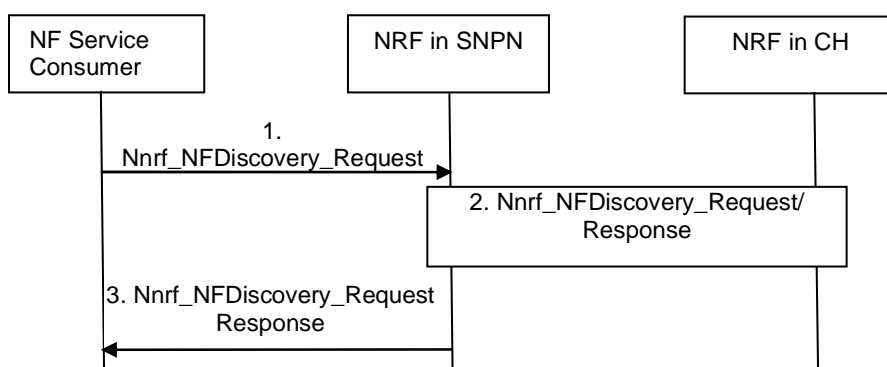 NF Service
Consumer
NRF in SNPN
NRF in CH
1.
Nnrf_NFDiscovery_Request
2. Nnrf_NFDiscovery_Request/
Response
3. Nnrf_NFDiscovery_Request
Response